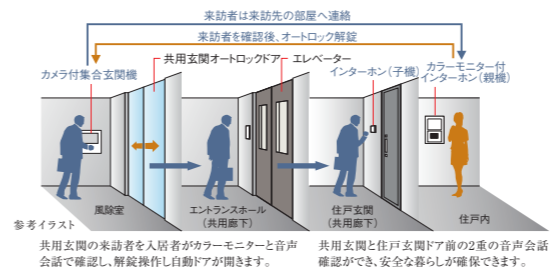 来訪者は来訪先の部屋へ連絡
来訪者を確認後、オートロック解錠
共用玄関オートロックドア
エレベーター
カメラ付集合玄関機
インターホン(子機)
カラーモニター付
インターホン(親機)
風除室
エントランスホール
(共用廊下)
住戸玄関
(共用廊下)
住戸内
参考イラスト
共用玄関の来訪者を入居者がカラーモニターと音声
会話で確認し、解錠操作し自動ドアが開きます。
共用玄関と住戸玄関ドア前の2重の音声会話
確認ができ、安全な暮らしが確保できます。